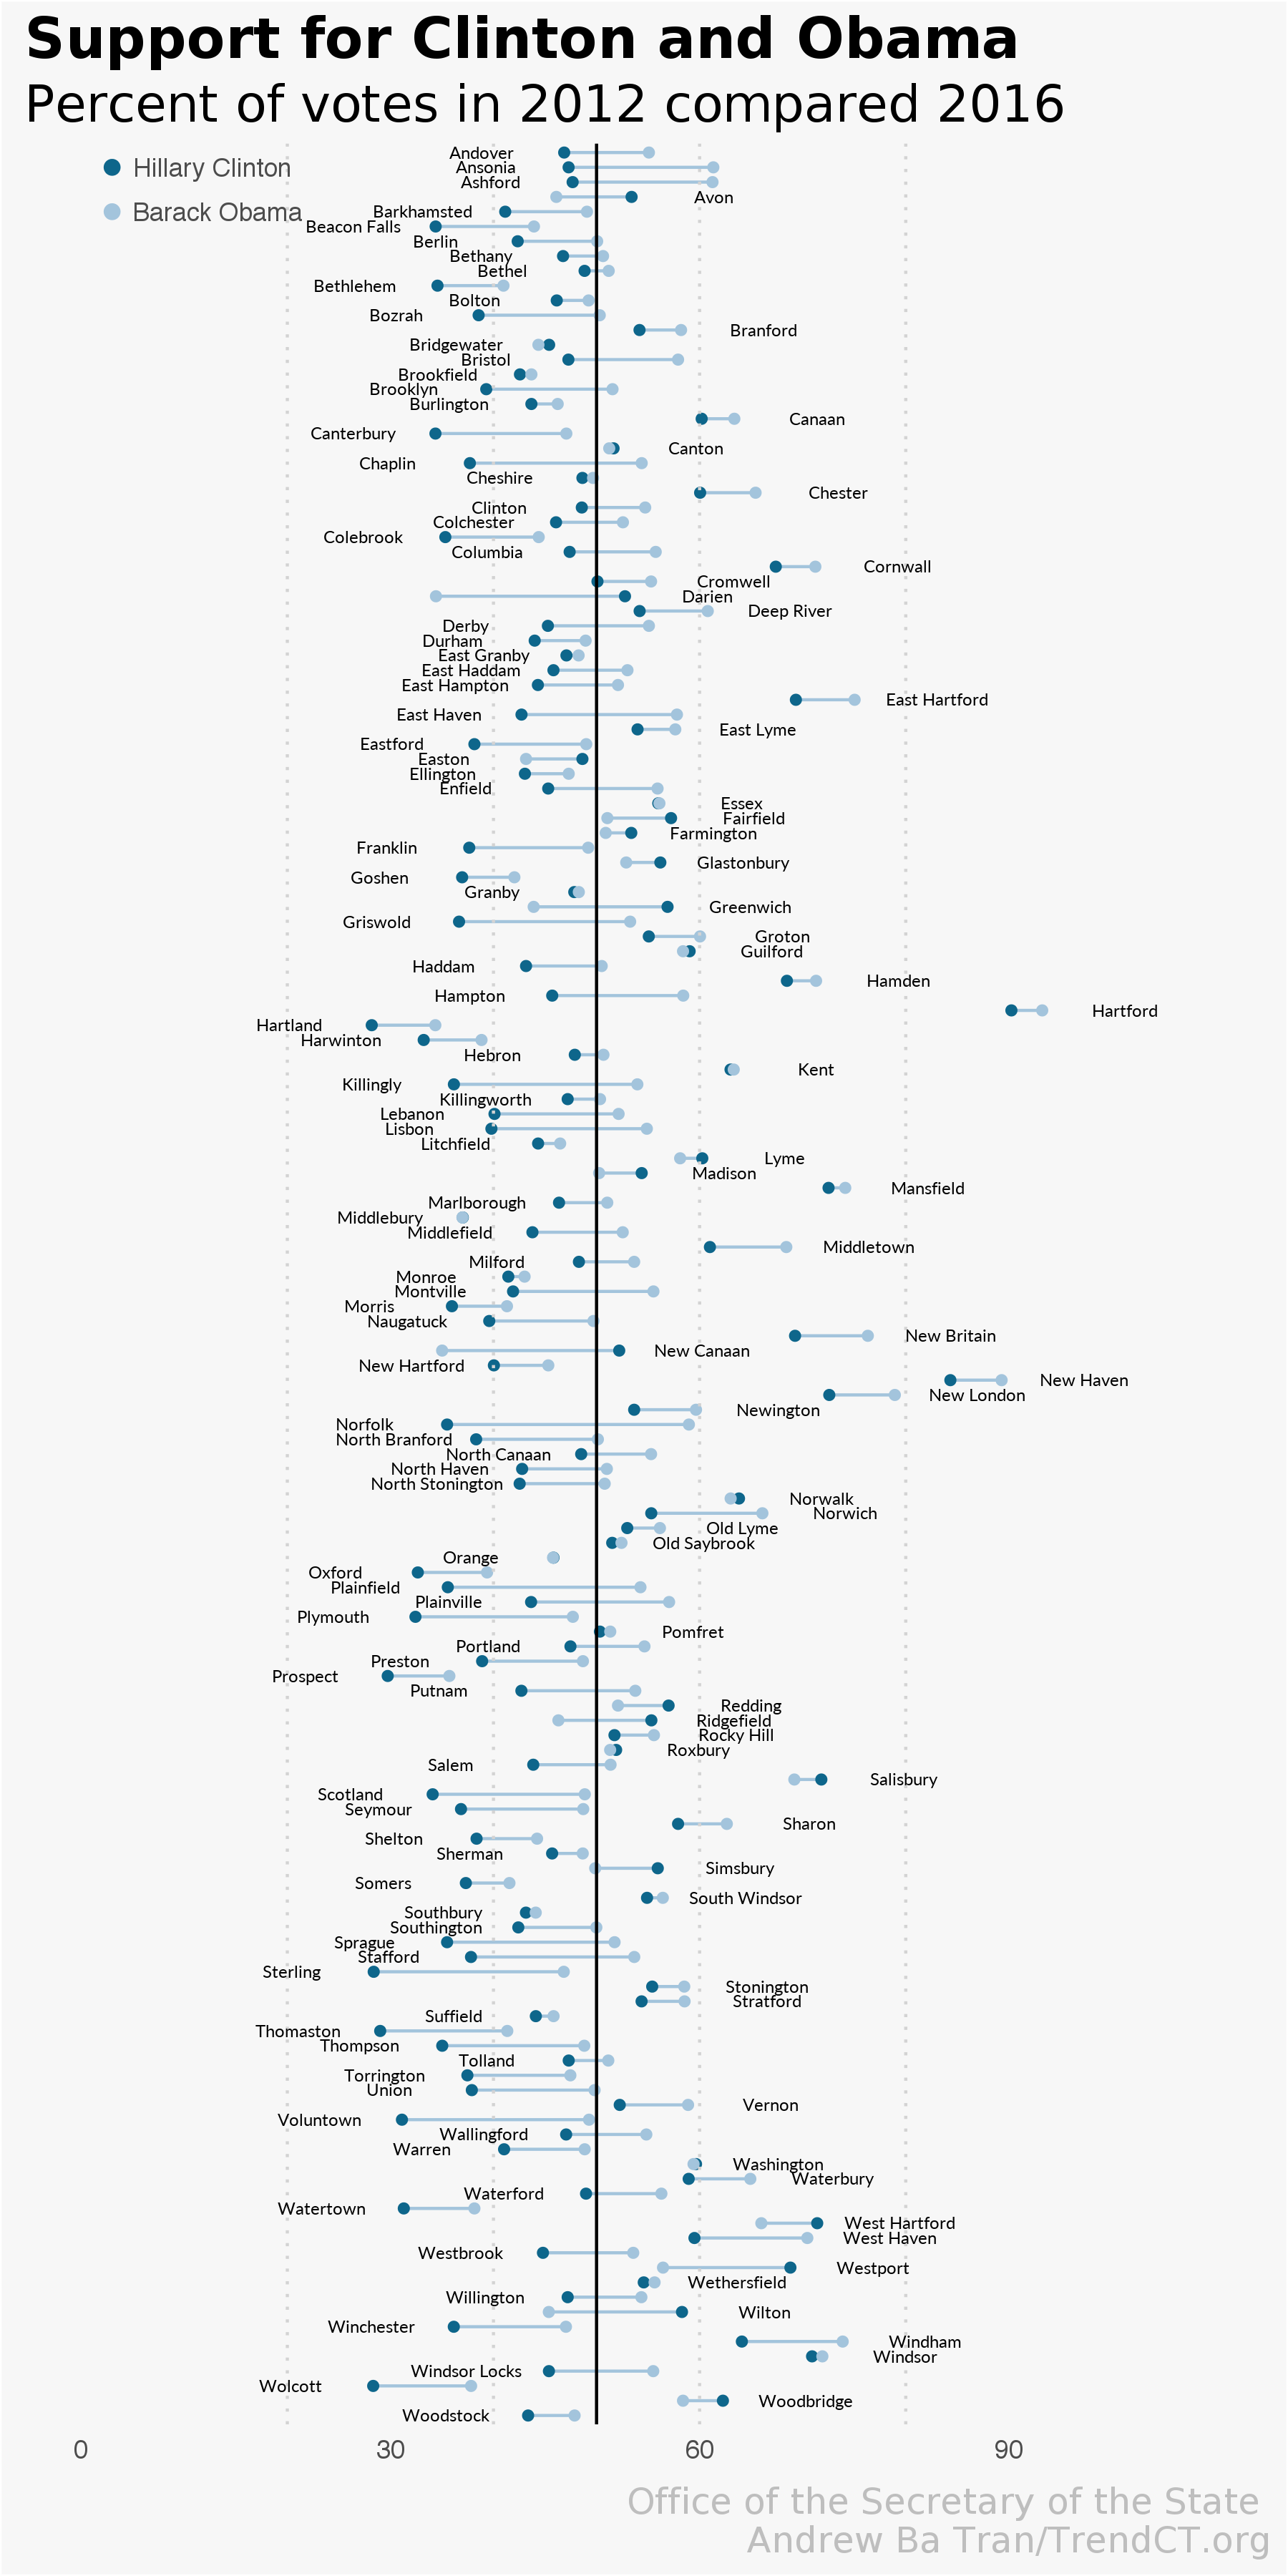 Support for Clinton and Obama
Percent of votes in 2012 compared 2016
Hillary Clinton
Barack Obama
Andover
Ansonia
Ashford
Avon
Barkhamsted
Beacon Falls
Berlin
Bethany
Bethel
Bethlehem
Bolton
Bozrah
Branford
Bridgewater
Bristol
Brookfield
Brooklyn
Burlington
Canaan
Canterbury
Canton
Chaplin
Cheshire
Chester
Clinton
Colchester
Colebrook
Columbia
Cornwall
Cromwell
Darien
Deep River
Derby
Durham
East Granby
East Haddam
East Hampton
East Hartford
East Haven
East Lyme
Eastford
Easton
Ellington
Enfield
Essex
Fairfield
Farmington
Franklin
Glastonbury
Goshen
Granby
Greenwich
Griswold
Groton
Guilford
Haddam
Hamden
Hampton
Hartford
Hartland
Harwinton
Hebron
Kent
Killingly
Killingworth
Lebanon
Lisbon
Litchfield
Lyme
Madison
Mansfield
Marlborough
Middlebury
Middlefield
Middletown
Milford
Monroe
Montville
Morris
Naugatuck
New Britain
New Canaan
New Hartford
New Haven
New London
Newington
Norfolk
North Branford
North Canaan
North Haven
North Stonington
Norwalk
Norwich
Old Lyme
Old Saybrook
Orange
Oxford
Plainfield
Plainville
Plymouth
Pomfret
Portland
Preston
Prospect
Putnam
Redding
Ridgefield
Rocky Hill
Roxbury
Salem
Salisbury
Scotland
Seymour
Sharon
Shelton
Sherman
Simsbury
Somers
South Windsor
Southbury
Southington
Sprague
Stafford
Sterling
Stonington
Stratford
Suffield
Thomaston
Thompson
Tolland
Torrington
Union
Vernon
Voluntown
Wallingford
Warren
Washington
Waterbury
Waterford
Watertown
West Hartford
West Haven
Westbrook
Westport
Wethersfield
Willington
Wilton
Winchester
Windham
Windsor
Windsor Locks
Wolcott
Woodbridge
Woodstock
0 30 60 90
Office of the Secretary of the State
Andrew Ba Tran/TrendCT.org